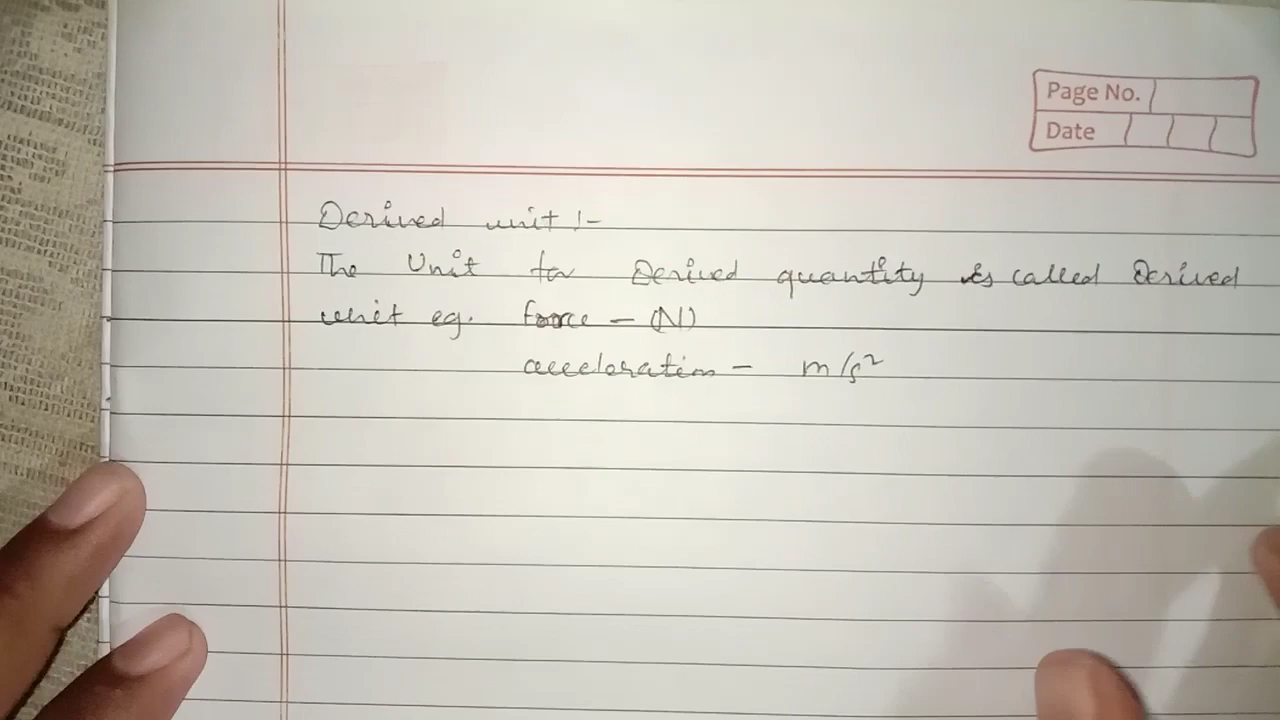 Page No.
Date
Derived unit :-
The Unit for Derived quantity is called Derived
unit eg. force - (N)
acceleration - m/s²